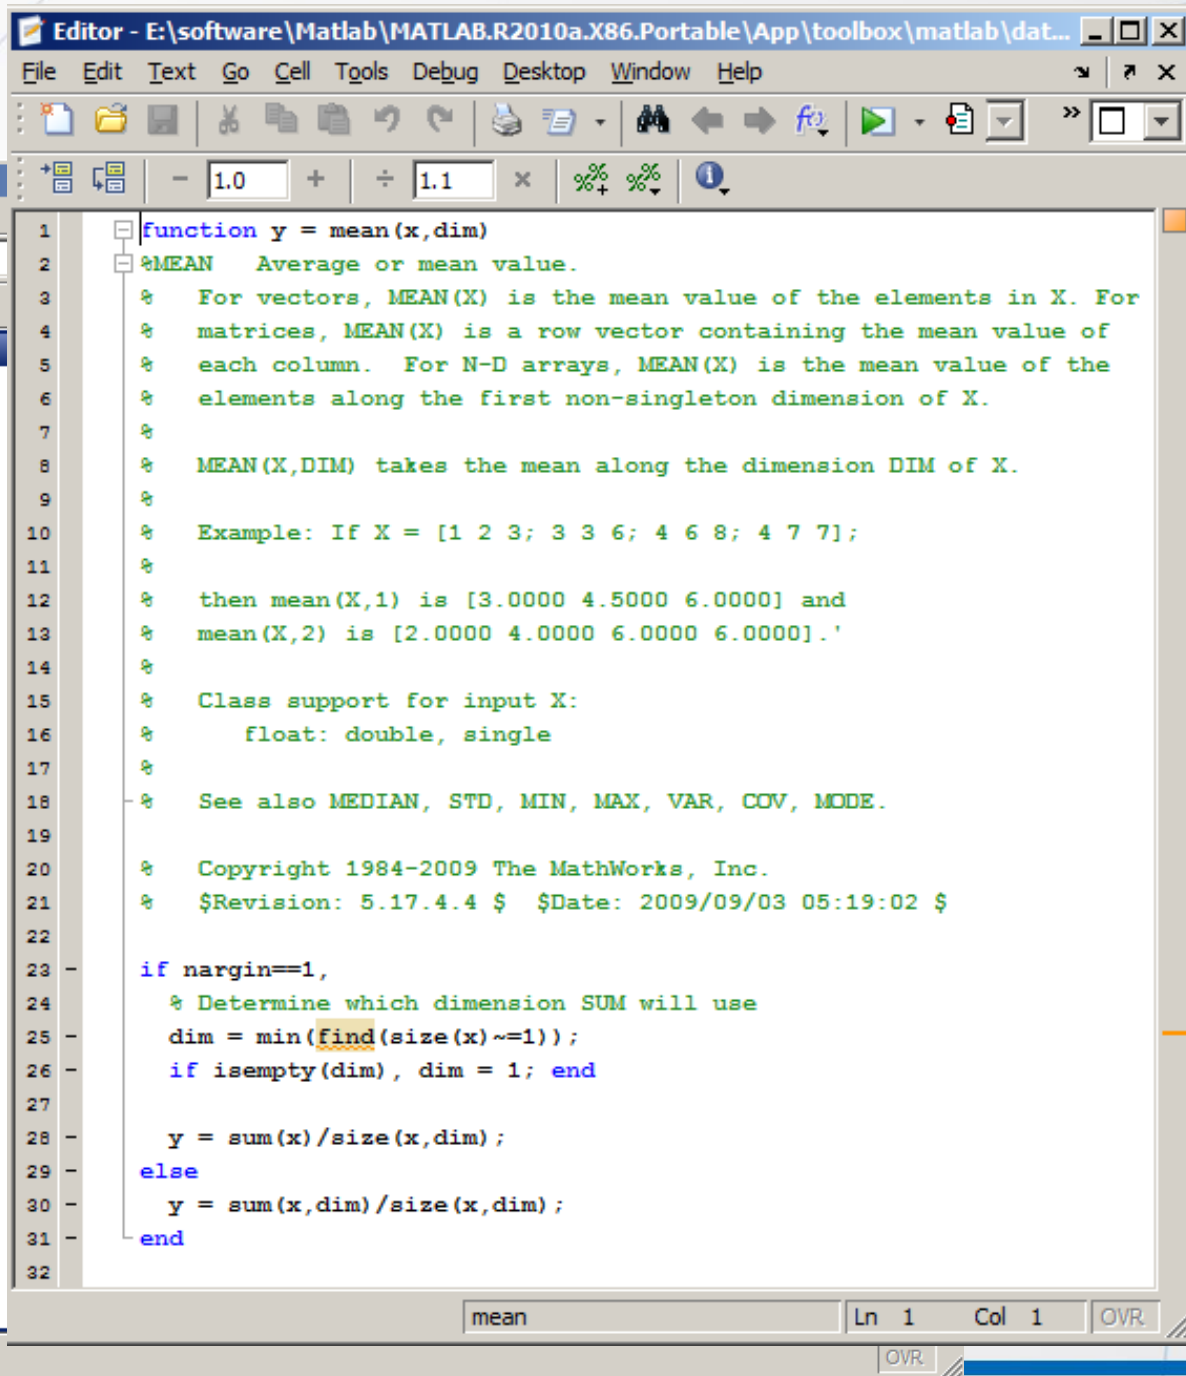 Editor - E:\software\Matlab\MATLAB.R2010a.X86.Portable\App\toolbox\matlab\dat...
File Edit Text Go Cell Tools Debug Desktop Window Help
f(x)
»
− 1.0 + ÷ 1.1 ×
1 function y = mean(x,dim)
2 %MEAN   Average or mean value.
3 %   For vectors, MEAN(X) is the mean value of the elements in X. For
4 %   matrices, MEAN(X) is a row vector containing the mean value of
5 %   each column.  For N-D arrays, MEAN(X) is the mean value of the
6 %   elements along the first non-singleton dimension of X.
7 %
8 %   MEAN(X,DIM) takes the mean along the dimension DIM of X.
9 %
10 %   Example: If X = [1 2 3; 3 3 6; 4 6 8; 4 7 7];
11 %
12 %   then mean(X,1) is [3.0000 4.5000 6.0000] and
13 %   mean(X,2) is [2.0000 4.0000 6.0000 6.0000].'
14 %
15 %   Class support for input X:
16 %      float: double, single
17 %
18 %   See also MEDIAN, STD, MIN, MAX, VAR, COV, MODE.
19
20 %   Copyright 1984-2009 The MathWorks, Inc.
21 %   $Revision: 5.17.4.4 $  $Date: 2009/09/03 05:19:02 $
22
23 - if nargin==1,
24   % Determine which dimension SUM will use
25 -   dim = min(find(size(x)~=1));
26 -   if isempty(dim), dim = 1; end
27
28 -   y = sum(x)/size(x,dim);
29 - else
30 -   y = sum(x,dim)/size(x,dim);
31 - end
32
mean Ln 1 Col 1 OVR
OVR